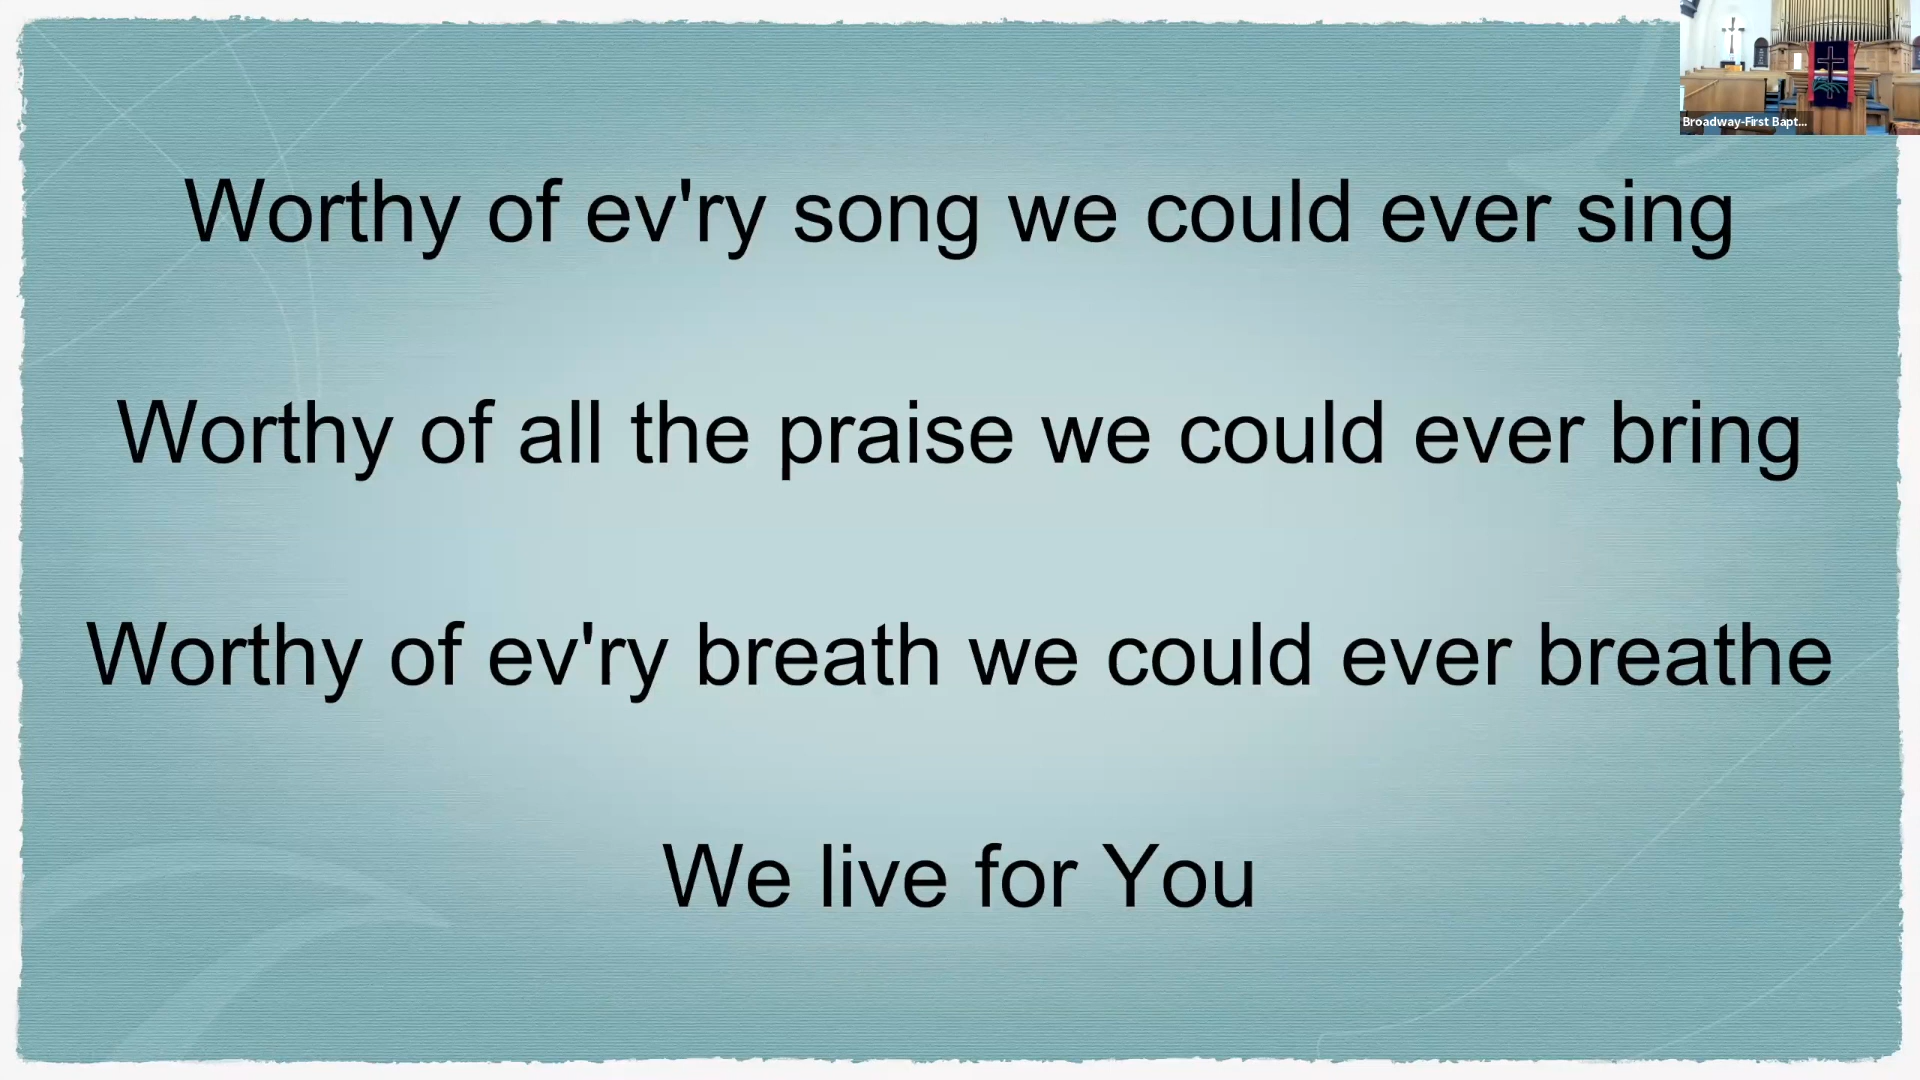 Broadway-First Bapt...
Worthy of ev'ry song we could ever sing
Worthy of all the praise we could ever bring
Worthy of ev'ry breath we could ever breathe
We live for You